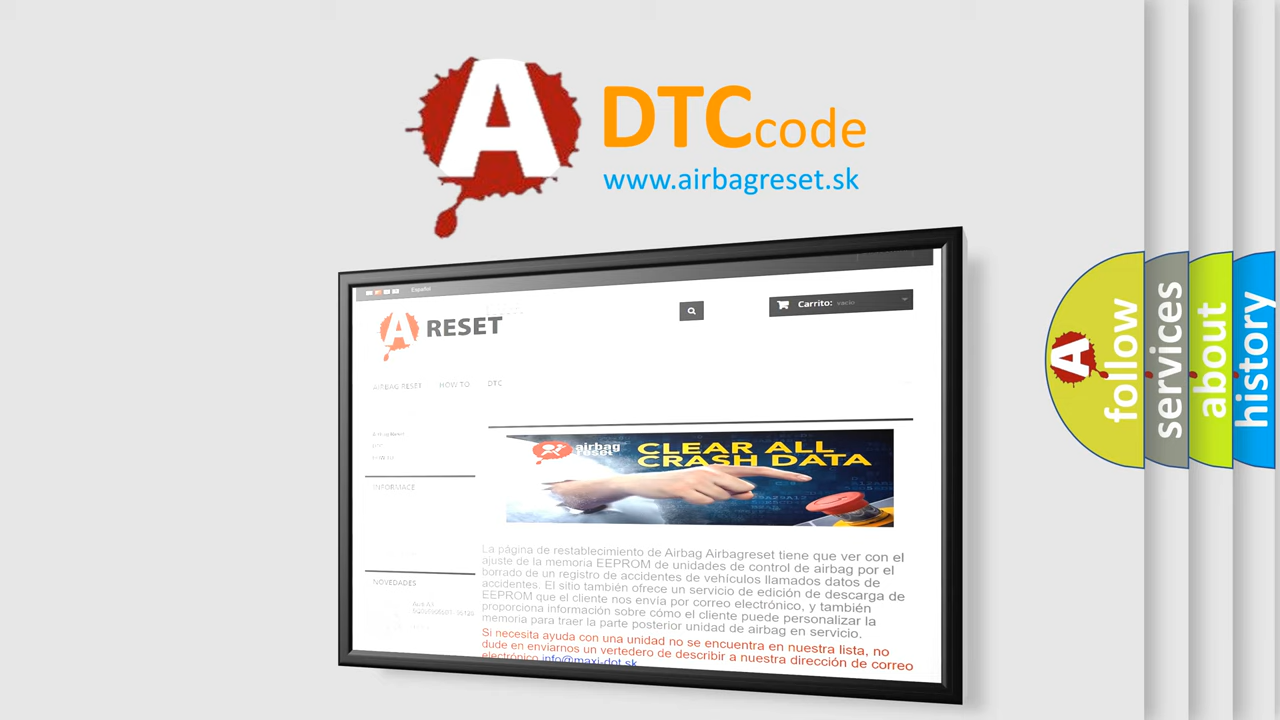 A
DTCcode
www.airbagreset.sk
Español
A RESET
Carrito: vacío
AIRBAG RESET HOW TO DTC
INFORMACE
NOVEDADES
airbag
reset
CLEAR ALL
CRASH DATA
La página de restablecimiento de Airbag Airbagreset tiene que ver con el
ajuste de la memoria EEPROM de unidades de control de airbag por el
borrado de un registro de accidentes de vehículos llamados datos de
accidentes. El sitio también ofrece un servicio de edición de descarga de
EEPROM que el cliente nos envía por correo electrónico, y también
proporciona información sobre cómo el cliente puede personalizar la
memoria para traer la parte posterior unidad de airbag en servicio.
Si necesita ayuda con una unidad no se encuentra en nuestra lista, no
dude en enviarnos un vertedero de describir a nuestra dirección de correo
electrónico info@maxi-dot.sk
A
follow
services
about
history